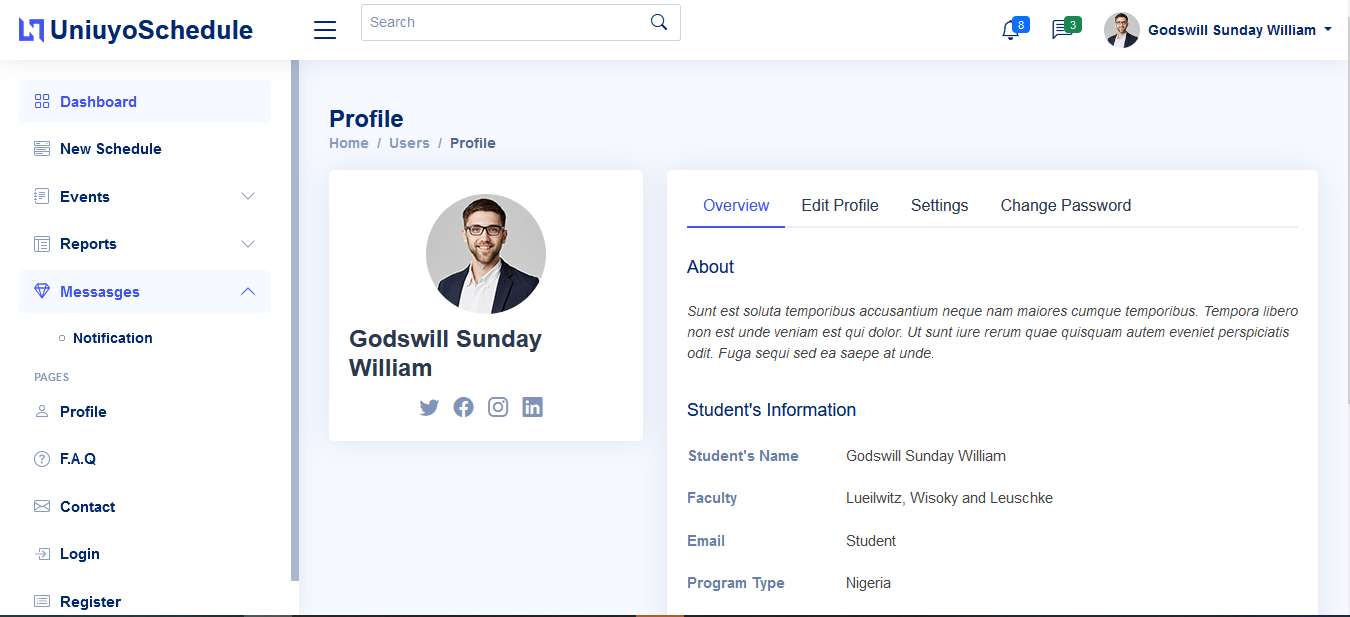 UniuyoSchedule
Search
8
3
Godswill Sunday William
Dashboard
New Schedule
Events
Reports
Messasges
Notification
PAGES
Profile
F.A.Q
Contact
Login
Register
Profile
Home / Users / Profile
Godswill Sunday
William
Overview Edit Profile Settings Change Password
About
Sunt est soluta temporibus accusantium neque nam maiores cumque temporibus. Tempora libero
non est unde veniam est qui dolor. Ut sunt iure rerum quae quisquam autem eveniet perspiciatis
odit. Fuga sequi sed ea saepe at unde.
Student's Information
Student's Name Godswill Sunday William
Faculty Lueilwitz, Wisoky and Leuschke
Email Student
Program Type Nigeria